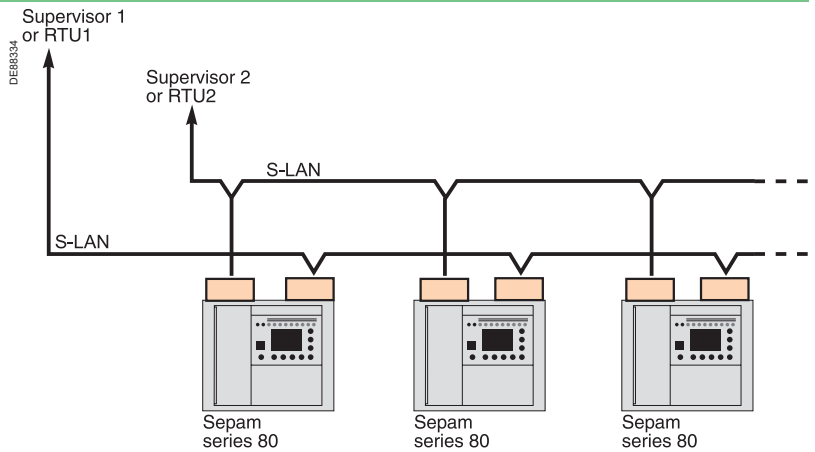 Supervisor 1
or RTU1
DE88334
Supervisor 2
or RTU2
S-LAN
S-LAN
Sepam
series 80
Sepam
series 80
Sepam
series 80